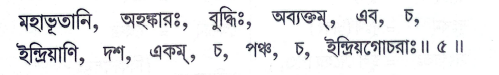 মহাভূতানি, অহঙ্কারঃ, বুদ্ধিঃ, অব্যক্তম্, এব, চ,
ইন্দ্রিয়াণি, দশ, একম্, চ, পঞ্চ, চ, ইন্দ্রিয়গোচরাঃ॥ ৫ ॥